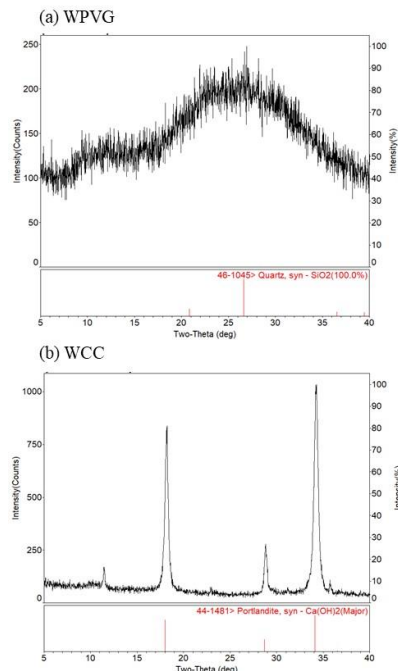 (a) WPVG
250
200
150
100
50
0
Intensity(Counts)
100
90
80
70
60
50
40
30
20
10
0
Intensity(%)
46-1045> Quartz, syn - SiO2(100.0%)
5 10 15 20 25 30 35 40
Two-Theta (deg)
(b) WCC
1000
750
500
250
0
Intensity(Counts)
100
90
80
70
60
50
40
30
20
10
0
Intensity(%)
44-1481> Portlandite, syn - Ca(OH)2(Major)
5 10 15 20 25 30 35 40
Two-Theta (deg)